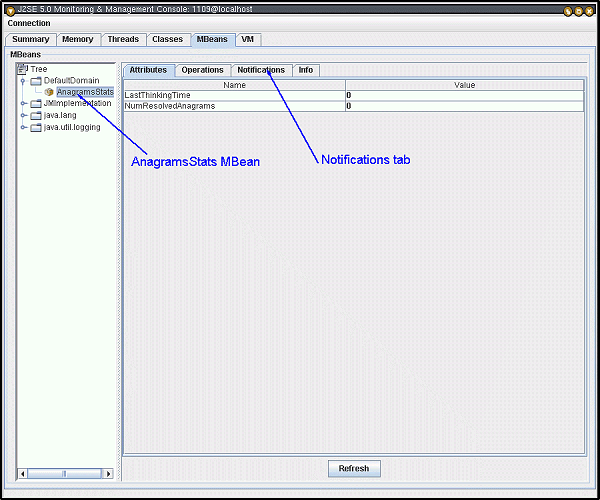 J2SE 5.0 Monitoring & Management Console: 1109@localhost
Connection
Summary Memory Threads Classes MBeans VM
MBeans
Tree
DefaultDomain
AnagramsStats
JMImplementation
java.lang
java.util.logging
Attributes Operations Notifications Info
Name Value
LastThinkingTime 0
NumResolvedAnagrams 0
AnagramsStats MBean
Notifications tab
Refresh